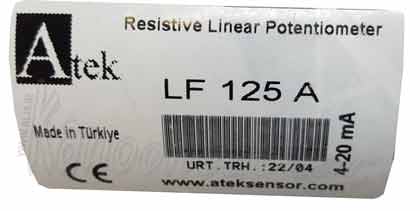 Resistive Linear Potentiometer
Atek
LF 125 A
Made in Türkiye
4-20 mA
URT.TRH.:22/04
CE
www.ateksensor.com